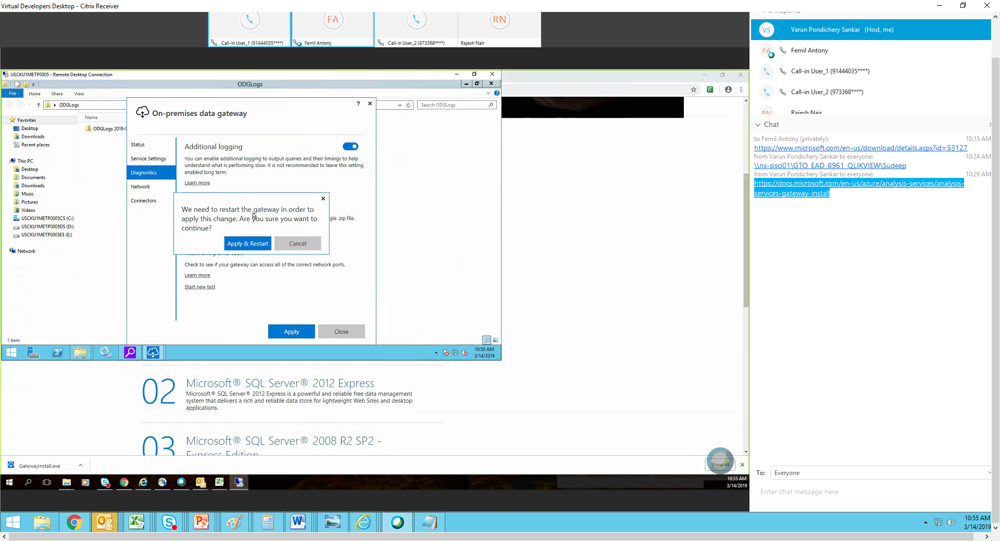 Virtual Developers Desktop - Citrix Receiver
FA
RN
Call-in User_1 (91444035****)
Femil Antony
Call-in User_2 (973368****)
Rajesh Nair
VS
Varun Pondichery Sankar (Host, me)
FA
Femil Antony
Call-in User_1 (91444035****)
Call-in User_2 (973368****)
RN
Rajesh Nair
Chat
to Femil Antony (privately):
10:15 AM
https://www.microsoft.com/en-us/download/details.aspx?id=53127
from Varun Pondichery Sankar to everyone:
10:24 AM
\\ns-sisci01\GTO_EAD_8961_QLIKVIEW\Sudeep
from Varun Pondichery Sankar to everyone:
10:29 AM
https://docs.microsoft.com/en-us/azure/analysis-services/analysis-
services-gateway-install
To:
Everyone
Enter chat message here
USCKU1METP0005 - Remote Desktop Connection
ODGLogs
File
Home
Share
View
ODGLogs
Search ODGLogs
Favorites
Desktop
Downloads
Recent places
This PC
Desktop
Documents
Downloads
Music
Pictures
Videos
USCKU1METP0005C$ (C:)
USCKU1METP0005D$ (D:)
USCKU1METP0005E$ (E:)
Network
1 item
Name
ODGLogs 2019-0
On-premises data gateway
Status
Service Settings
Diagnostics
Network
Connectors
Additional logging
You can enable additional logging to output queries and their timings to help
understand what is performing slow. It is not recommended to leave this setting
enabled long term.
Learn more
We need to restart the gateway in order to
apply this change. Are you sure you want to
continue?
Apply & Restart
Cancel
gle .zip file.
Check to see if your gateway can access all of the correct network ports.
Learn more
Start new test
Apply
Close
10:55 AM
3/14/2019
02
Microsoft® SQL Server® 2012 Express
Microsoft® SQL Server® 2012 Express is a powerful and reliable free data management
system that delivers a rich and reliable data store for lightweight Web Sites and desktop
applications.
03
Microsoft® SQL Server® 2008 R2 SP2 -
Express Edition
GatewayInstall.exe
Show all
10:55 AM
3/14/2019
10:55 AM
3/14/2019